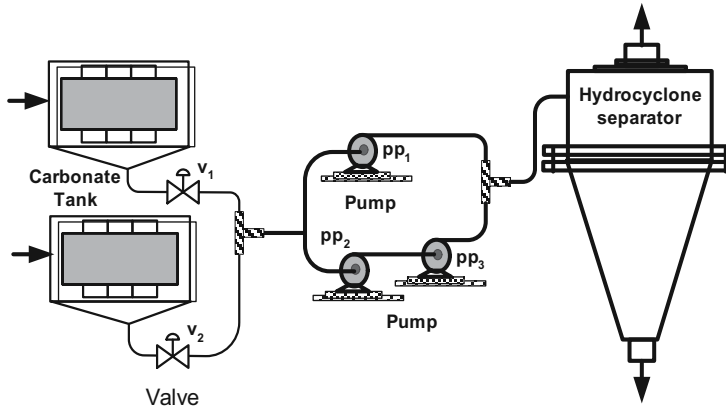 Hydrocyclone
separator
pp₁
Carbonate
Tank
v₁
Pump
pp₂
pp₃
Pump
v₂
Valve